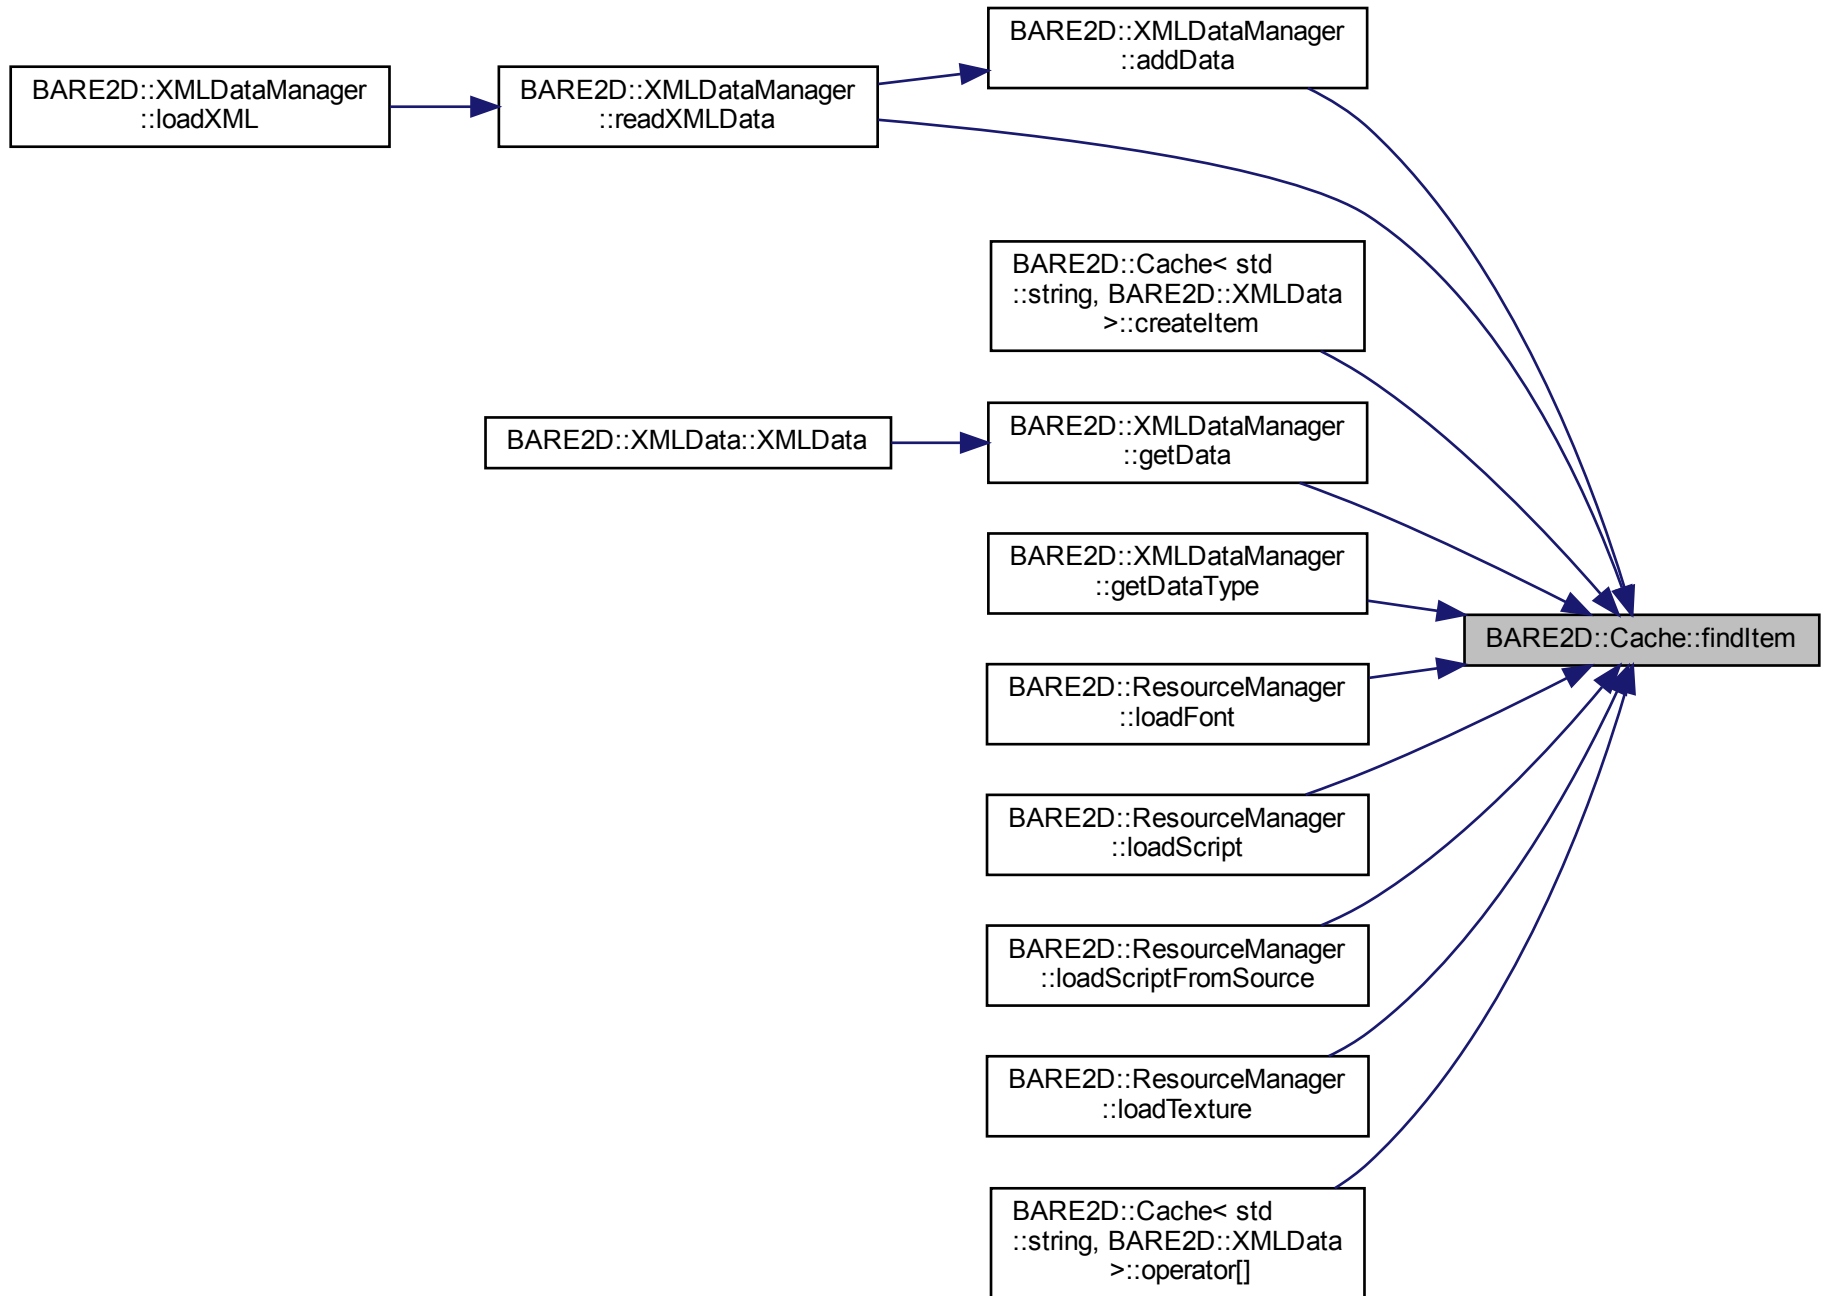 BARE2D::XMLDataManager
::addData
BARE2D::XMLDataManager
::loadXML
BARE2D::XMLDataManager
::readXMLData
BARE2D::Cache< std
::string, BARE2D::XMLData
>::createItem
BARE2D::XMLData::XMLData
BARE2D::XMLDataManager
::getData
BARE2D::XMLDataManager
::getDataType
BARE2D::Cache::findItem
BARE2D::ResourceManager
::loadFont
BARE2D::ResourceManager
::loadScript
BARE2D::ResourceManager
::loadScriptFromSource
BARE2D::ResourceManager
::loadTexture
BARE2D::Cache< std
::string, BARE2D::XMLData
>::operator[]